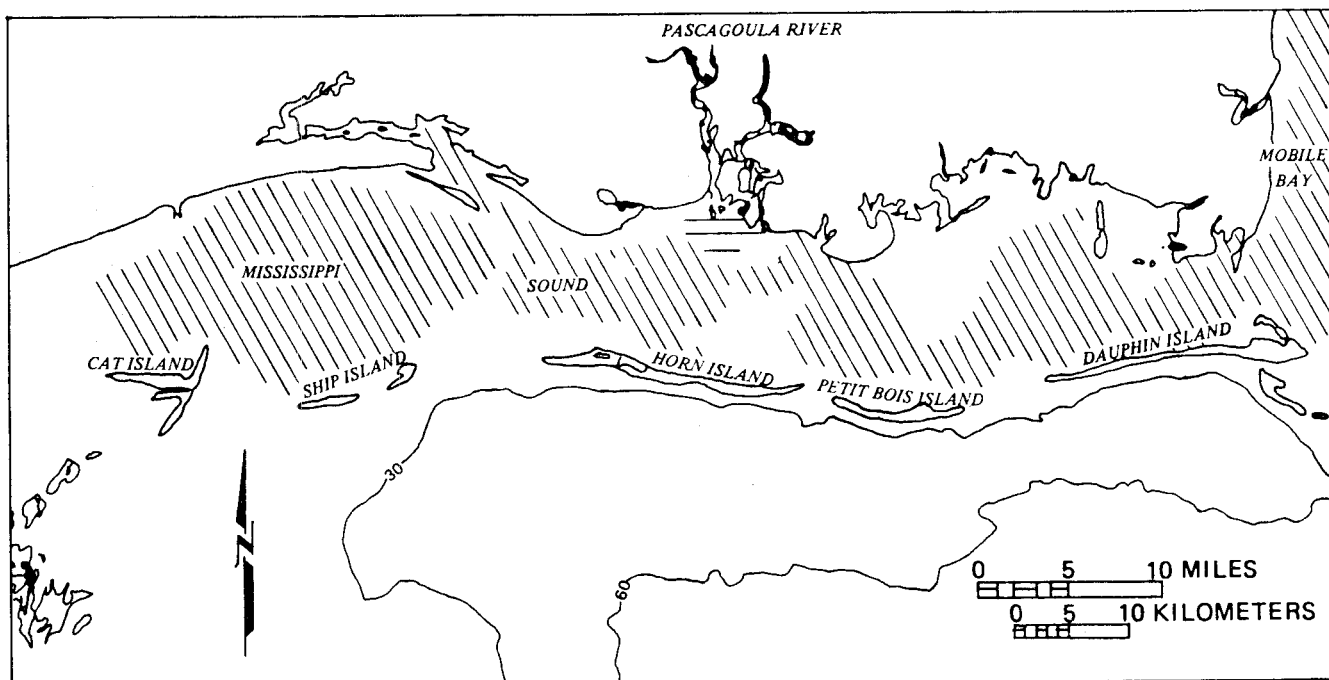 PASCAGOULA RIVER
MOBILE
BAY
MISSISSIPPI
SOUND
CAT ISLAND
SHIP ISLAND
HORN ISLAND
PETIT BOIS ISLAND
DAUPHIN ISLAND
30
60
N
0 5 10 MILES
0 5 10 KILOMETERS